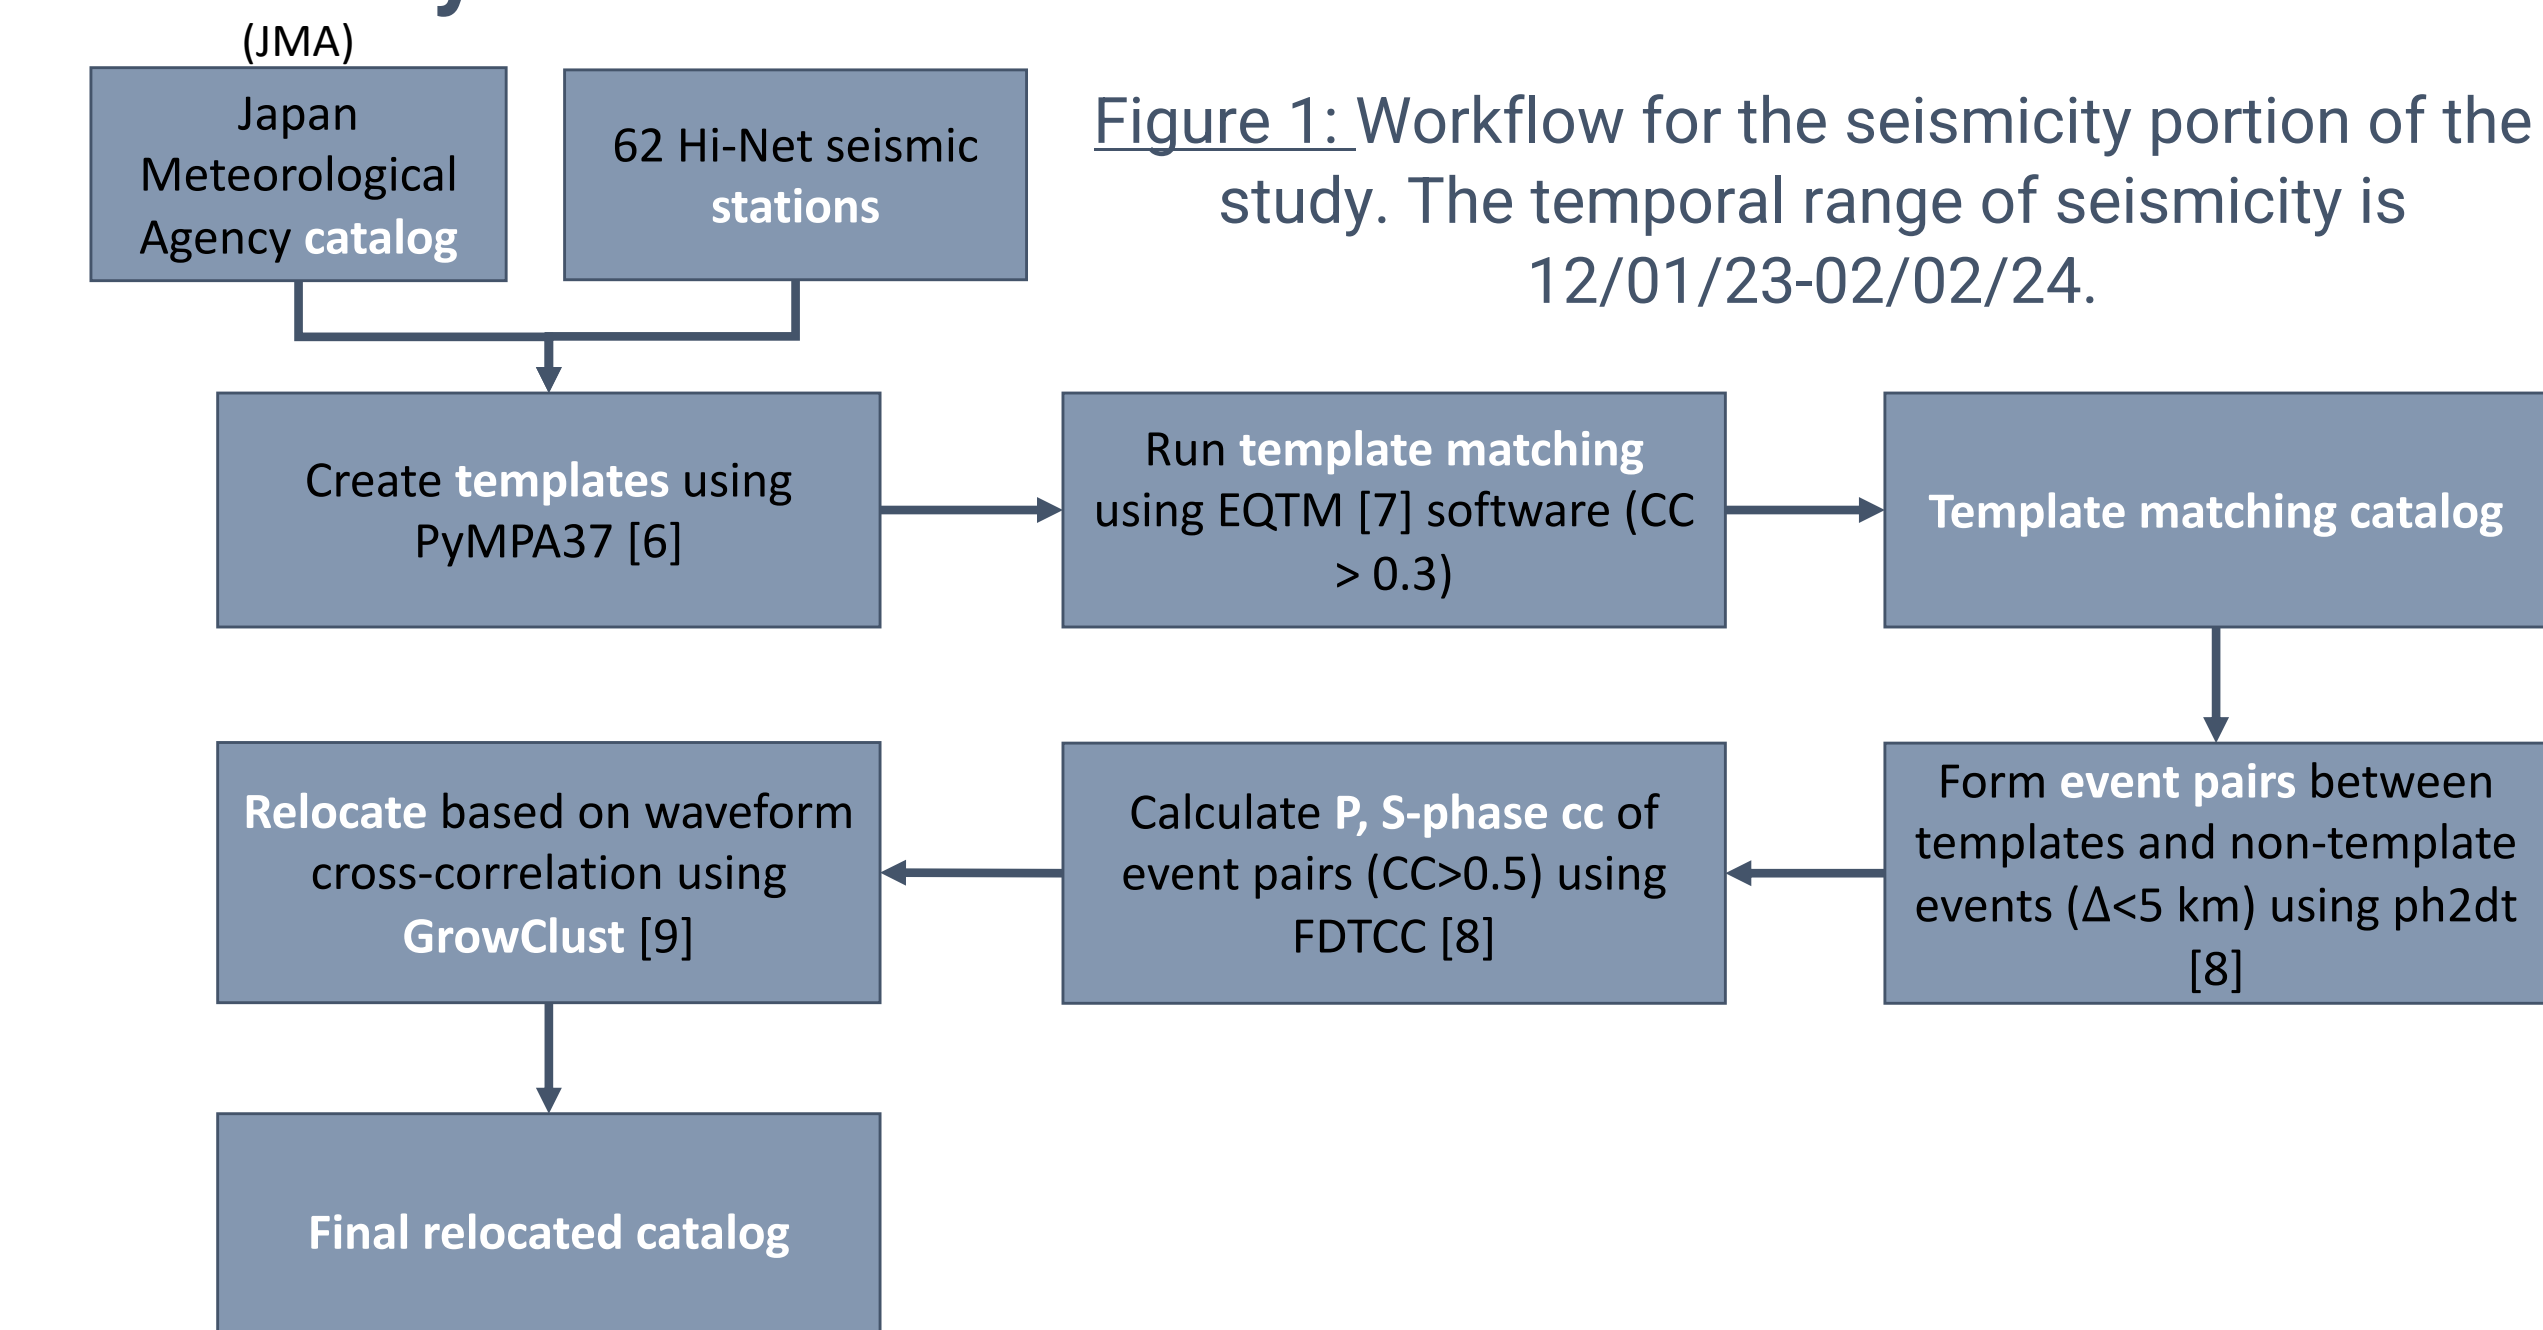 (JMA)
Japan
Meteorological
Agency catalog
62 Hi-Net seismic
stations
Figure 1: Workflow for the seismicity portion of the
study. The temporal range of seismicity is
12/01/23-02/02/24.
Create templates using
PyMPA37 [6]
Run template matching
using EQTM [7] software (CC
> 0.3)
Template matching catalog
Form event pairs between
templates and non-template
events (Δ<5 km) using ph2dt
[8]
Calculate P, S-phase cc of
event pairs (CC>0.5) using
FDTCC [8]
Relocate based on waveform
cross-correlation using
GrowClust [9]
Final relocated catalog